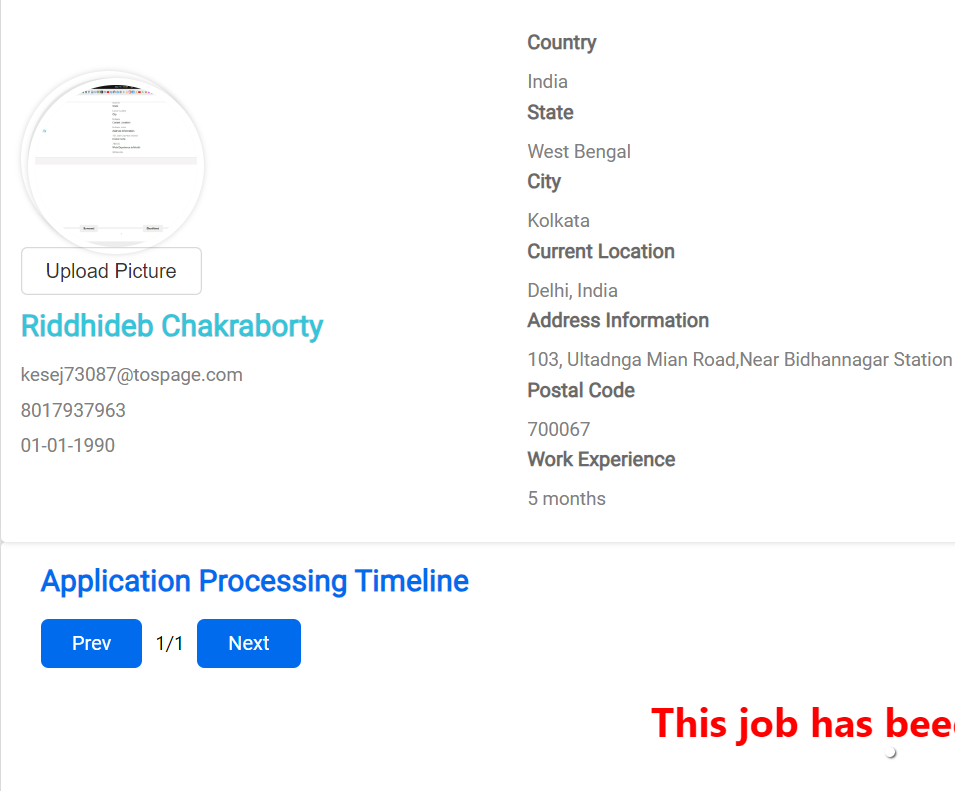 Upload Picture
Riddhideb Chakraborty
kesej73087@tospage.com
8017937963
01-01-1990
Country
India
State
West Bengal
City
Kolkata
Current Location
Delhi, India
Address Information
103, Ultadnga Mian Road,Near Bidhannagar Station
Postal Code
700067
Work Experience
5 months
Application Processing Timeline
Prev 1/1 Next
This job has bee